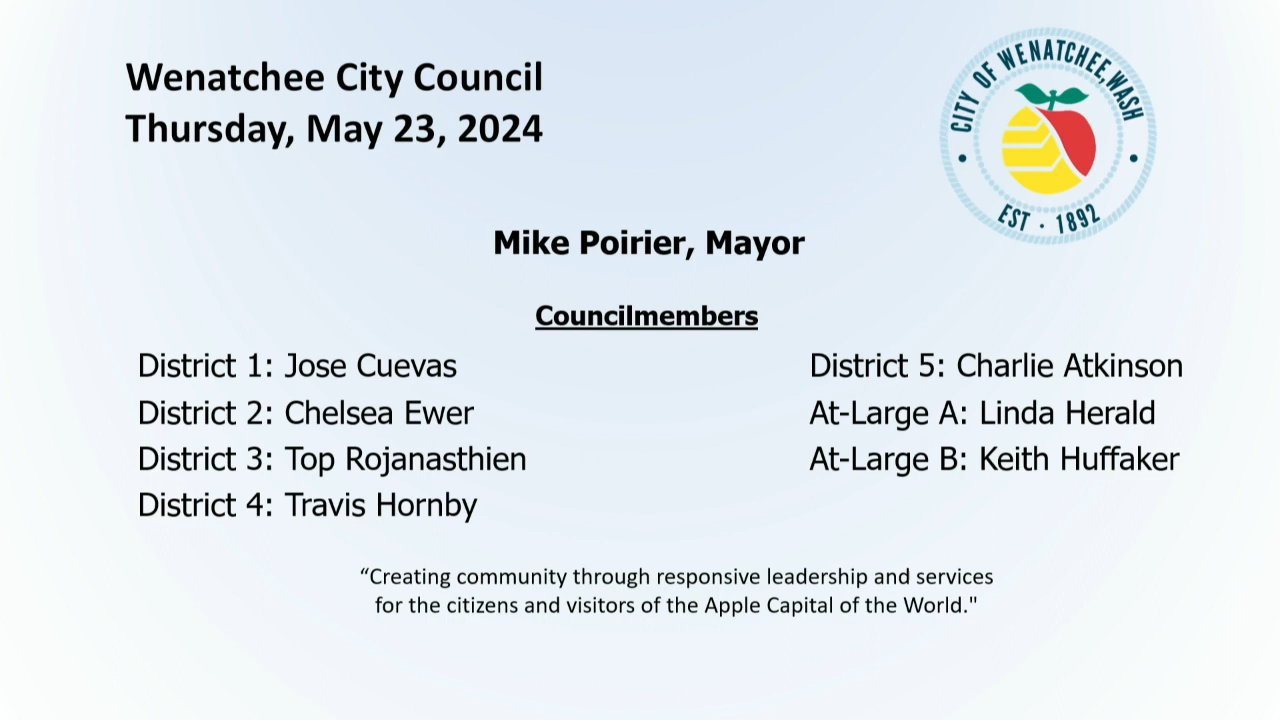 Wenatchee City Council
Thursday, May 23, 2024
CITY OF WENATCHEE, WASH
EST · 1892
Mike Poirier, Mayor
Councilmembers
District 1: Jose Cuevas
District 2: Chelsea Ewer
District 3: Top Rojanasthien
District 4: Travis Hornby
District 5: Charlie Atkinson
At-Large A: Linda Herald
At-Large B: Keith Huffaker
“Creating community through responsive leadership and services
for the citizens and visitors of the Apple Capital of the World."